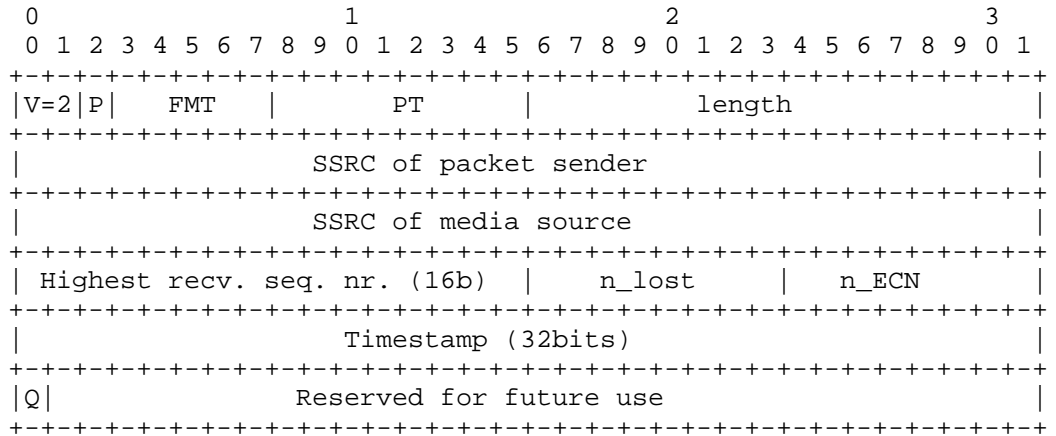 0                   1                   2                   3
 0 1 2 3 4 5 6 7 8 9 0 1 2 3 4 5 6 7 8 9 0 1 2 3 4 5 6 7 8 9 0 1
+-+-+-+-+-+-+-+-+-+-+-+-+-+-+-+-+-+-+-+-+-+-+-+-+-+-+-+-+-+-+-+-+
|V=2|P|   FMT   |       PT      |          length               |
+-+-+-+-+-+-+-+-+-+-+-+-+-+-+-+-+-+-+-+-+-+-+-+-+-+-+-+-+-+-+-+-+
|                  SSRC of packet sender                        |
+-+-+-+-+-+-+-+-+-+-+-+-+-+-+-+-+-+-+-+-+-+-+-+-+-+-+-+-+-+-+-+-+
|                  SSRC of media source                         |
+-+-+-+-+-+-+-+-+-+-+-+-+-+-+-+-+-+-+-+-+-+-+-+-+-+-+-+-+-+-+-+-+
| Highest recv. seq. nr. (16b)  |    n_lost     |   n_ECN       |
+-+-+-+-+-+-+-+-+-+-+-+-+-+-+-+-+-+-+-+-+-+-+-+-+-+-+-+-+-+-+-+-+
|                    Timestamp (32bits)                         |
+-+-+-+-+-+-+-+-+-+-+-+-+-+-+-+-+-+-+-+-+-+-+-+-+-+-+-+-+-+-+-+-+
|Q|               Reserved for future use                       |
+-+-+-+-+-+-+-+-+-+-+-+-+-+-+-+-+-+-+-+-+-+-+-+-+-+-+-+-+-+-+-+-+